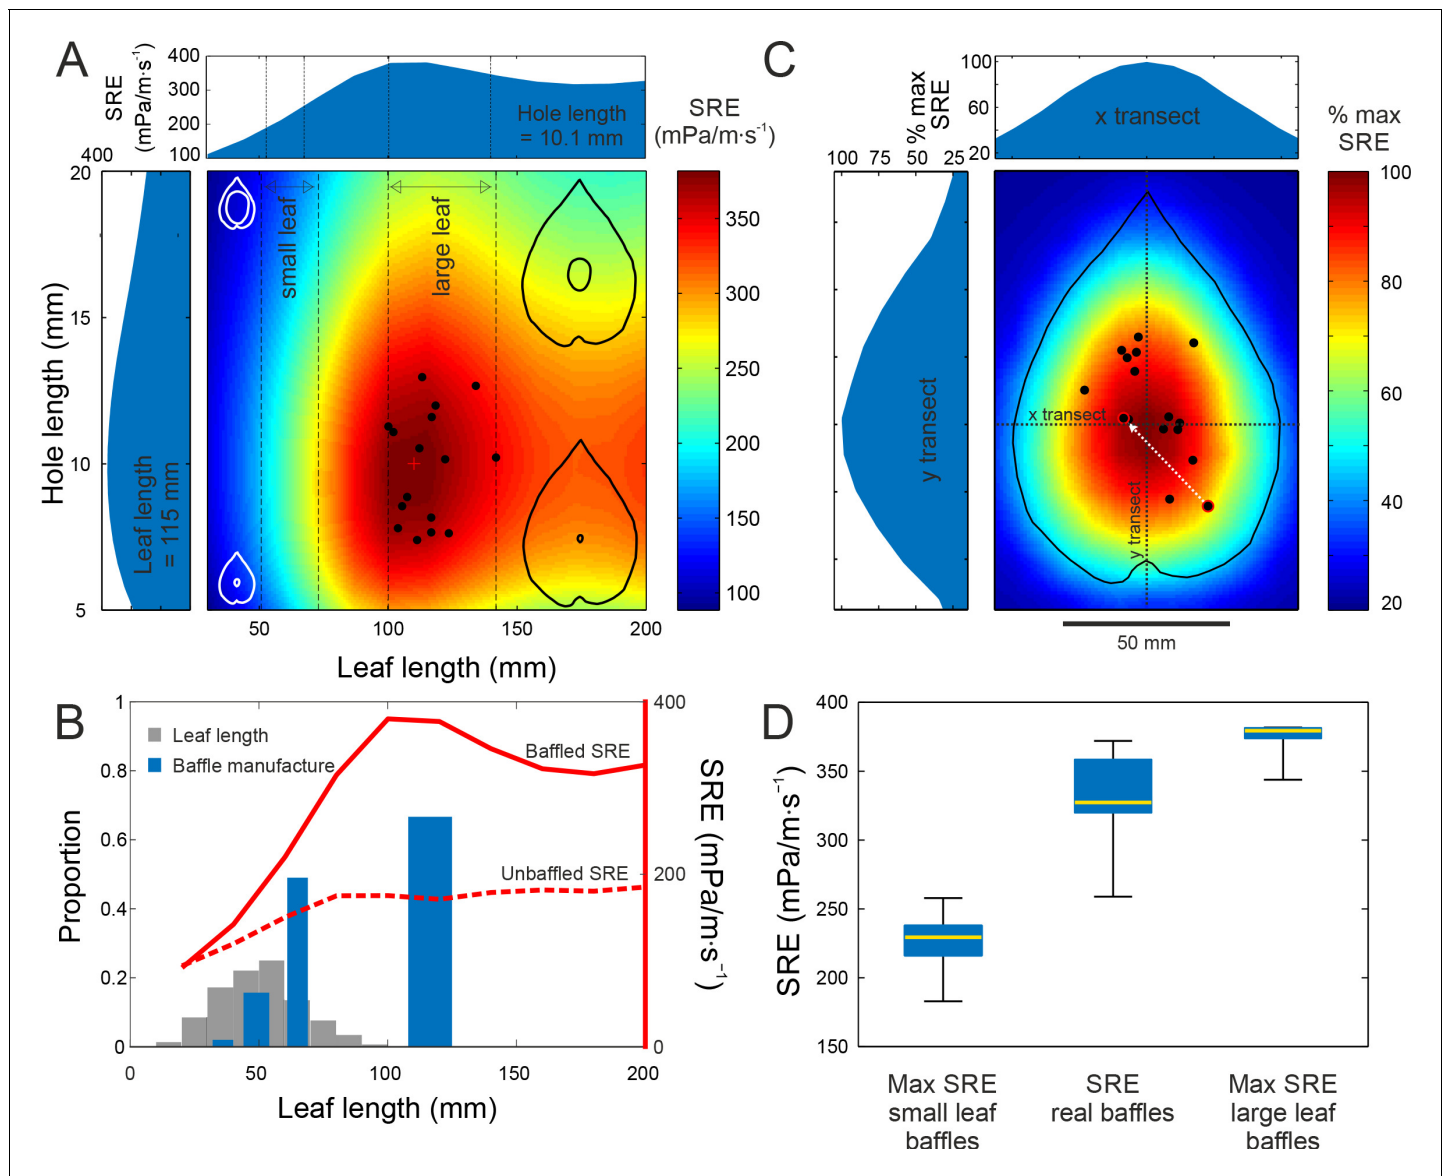 A
SRE
(mPa/m·s⁻¹)
400
300
200
100
Hole length
= 10.1 mm
SRE
(mPa/m·s⁻¹)
400
Leaf length
= 115 mm
Hole length (mm)
20
15
10
5
small leaf
large leaf
50
100
150
200
Leaf length (mm)
350
300
250
200
150
100
C
% max
SRE
100
60
20
x transect
% max
SRE
100
75
50
25
y transect
x transect
y transect
50 mm
100
80
60
40
20
B
Leaf length
Baffle manufacture
Baffled SRE
Unbaffled SRE
Proportion
1
0.8
0.6
0.4
0.2
0
0
50
100
150
200
Leaf length (mm)
400
200
0
SRE (mPa/m·s⁻¹)
D
SRE (mPa/m·s⁻¹)
400
350
300
250
200
150
Max SRE
small leaf
baffles
SRE
real baffles
Max SRE
large leaf
baffles